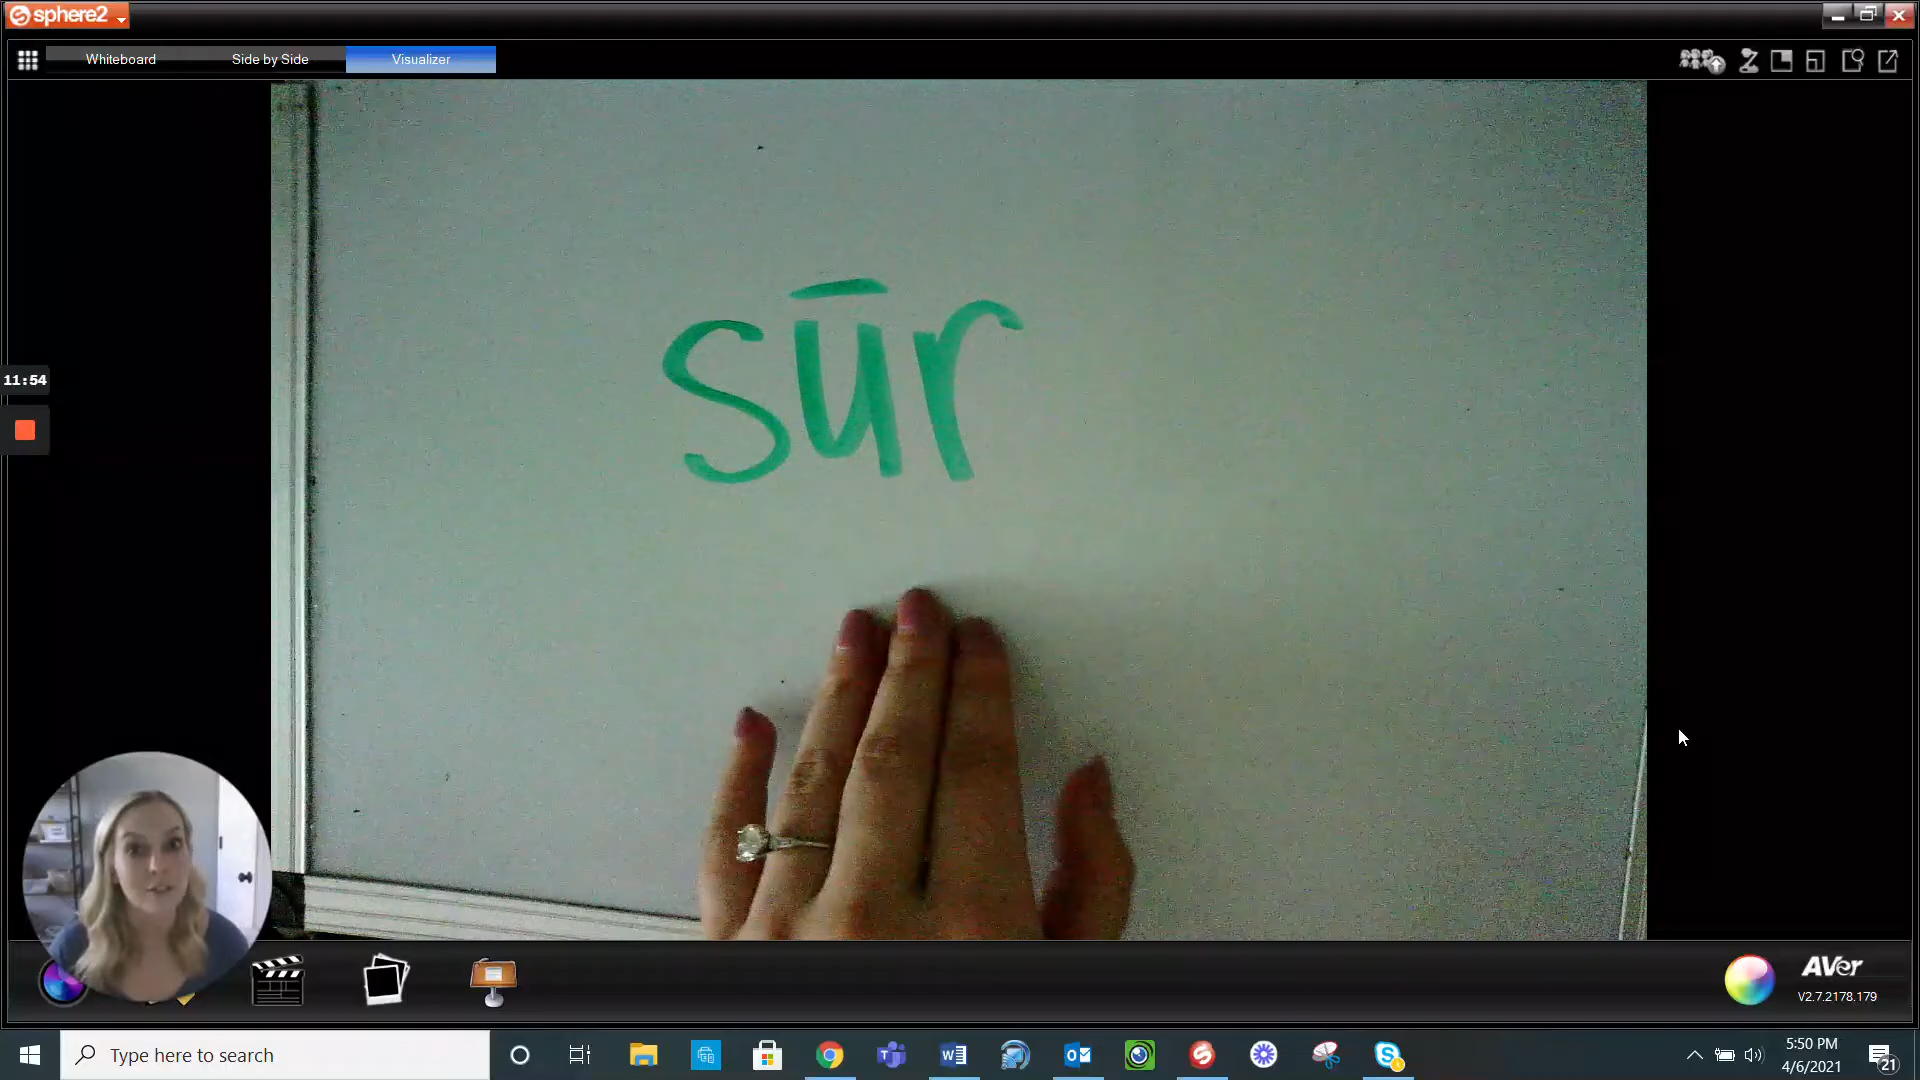 sphere2
Whiteboard
Side by Side
Visualizer
sūr
11:54
AVer
V2.7.2178.179
Type here to search
5:50 PM
4/6/2021
21